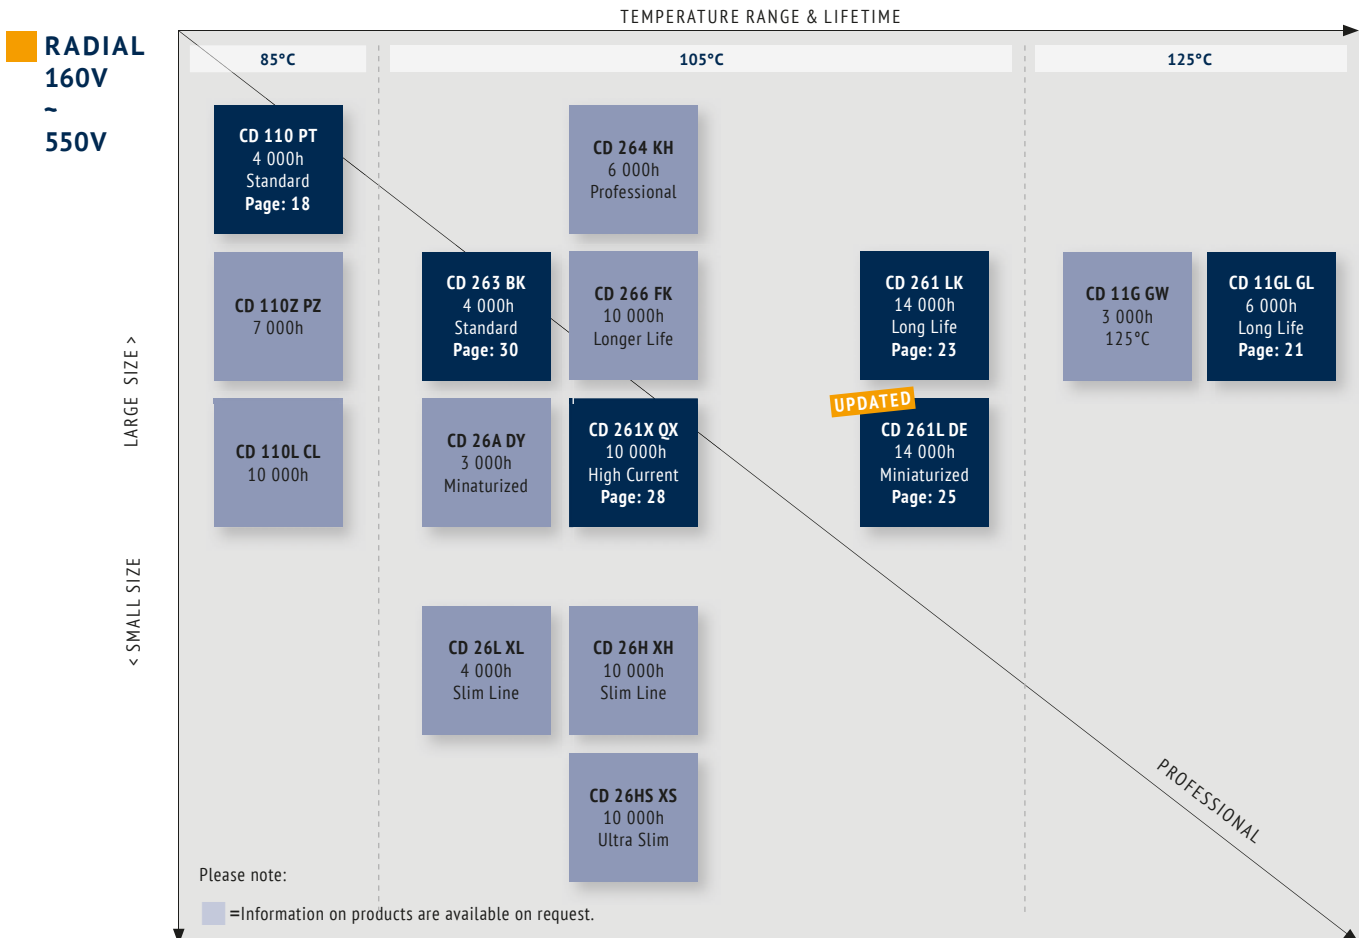 TEMPERATURE RANGE & LIFETIME
RADIAL
160V
~
550V
85°C
105°C
125°C
CD 110 PT
4 000h
Standard
Page: 18
CD 264 KH
6 000h
Professional
CD 110Z PZ
7 000h
CD 263 BK
4 000h
Standard
Page: 30
CD 266 FK
10 000h
Longer Life
CD 261 LK
14 000h
Long Life
Page: 23
CD 11G GW
3 000h
125°C
CD 11GL GL
6 000h
Long Life
Page: 21
LARGE SIZE >
UPDATED
CD 110L CL
10 000h
CD 26A DY
3 000h
Minaturized
CD 261X QX
10 000h
High Current
Page: 28
CD 261L DE
14 000h
Miniaturized
Page: 25
< SMALL SIZE
CD 26L XL
4 000h
Slim Line
CD 26H XH
10 000h
Slim Line
CD 26HS XS
10 000h
Ultra Slim
PROFESSIONAL
Please note:
=Information on products are available on request.